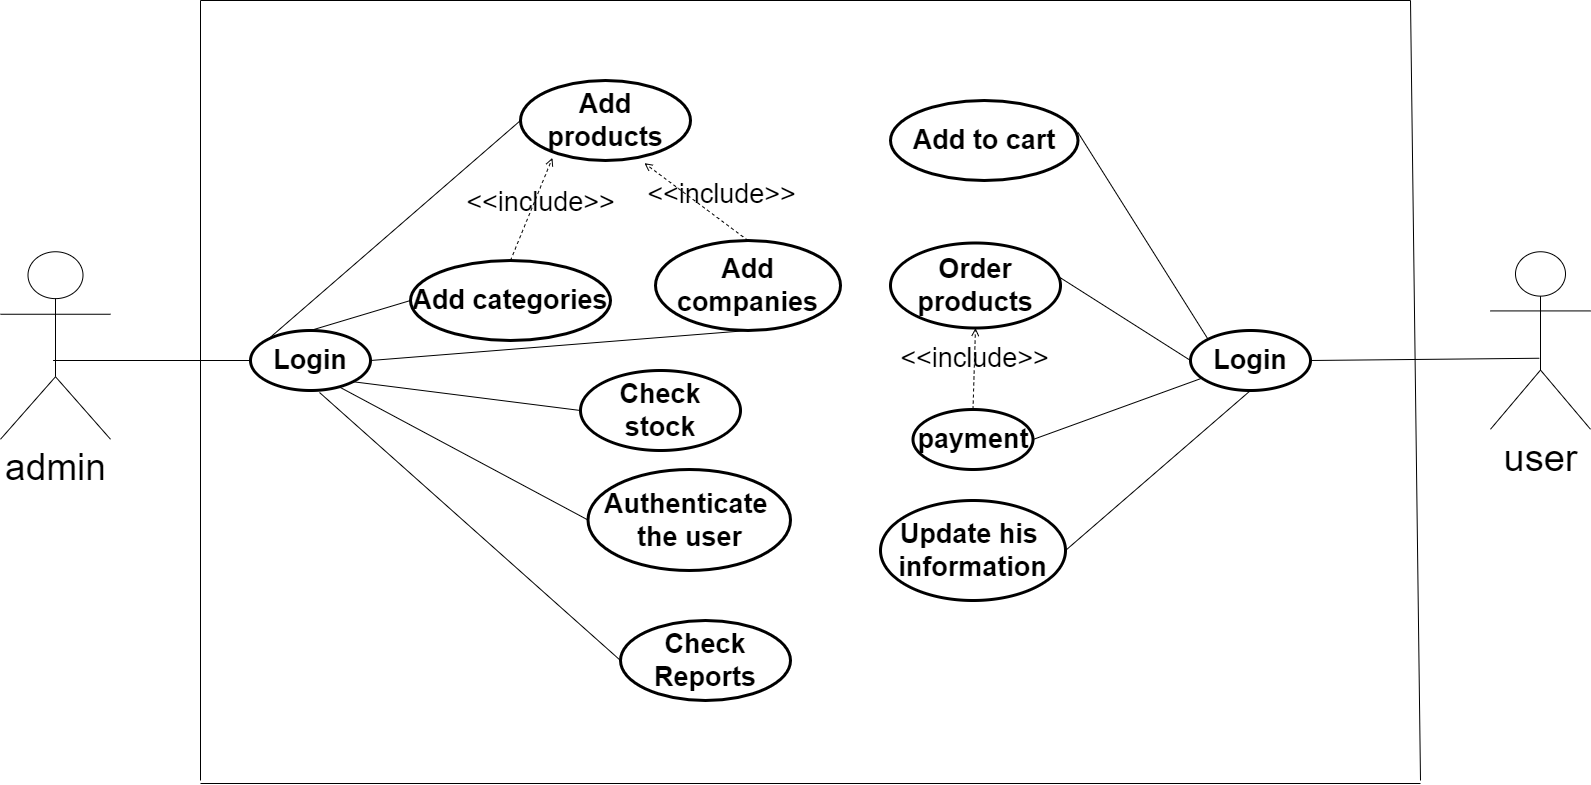 Add
products
<<include>>
<<include>>
Add categories
Add
companies
Login
Check
stock
Authenticate
the user
Check
Reports
admin
Add to cart
Order
products
<<include>>
payment
Update his
information
Login
user